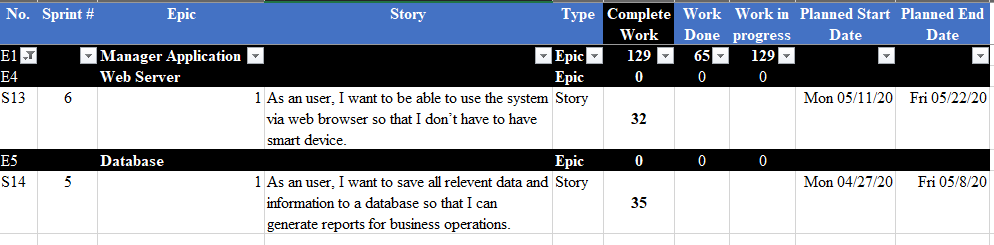 No. Sprint # Epic Story Type Complete Work Work in Planned Start Planned End
Work Done progress Date Date
E1 # Manager Application Epic 129 65 129
E4 Web Server Epic 0 0 0
S13 6 1 As an user, I want to be able to use the system Story Mon 05/11/20 Fri 05/22/20
via web browser so that I don't have to have 32
smart device.
E5 Database Epic 0 0 0
S14 5 1 As an user, I want to save all relevent data and Story Mon 04/27/20 Fri 05/8/20
information to a database so that I can 35
generate reports for business operations.